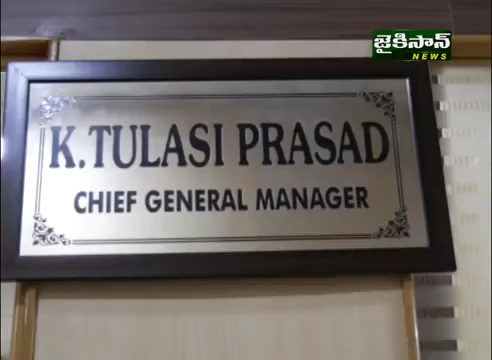 జైకిసాన్
NEWS
K.TULASI PRASAD
CHIEF GENERAL MANAGER